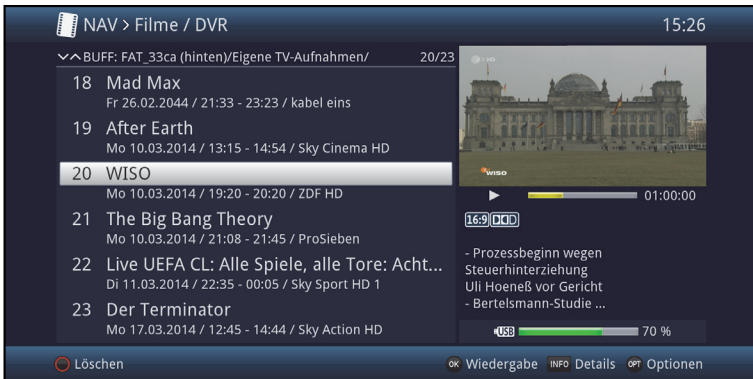 NAV > Filme / DVR
15:26
BUFF: FAT_33ca (hinten)/Eigene TV-Aufnahmen/ 20/23
18 Mad Max
Fr 26.02.2044 / 21:33 - 23:23 / kabel eins
19 After Earth
Mo 10.03.2014 / 13:15 - 14:54 / Sky Cinema HD
20 WISO
Mo 10.03.2014 / 19:20 - 20:20 / ZDF HD
21 The Big Bang Theory
Mo 10.03.2014 / 21:08 - 21:45 / ProSieben
22 Live UEFA CL: Alle Spiele, alle Tore: Acht...
Di 11.03.2014 / 22:35 - 00:05 / Sky Sport HD 1
23 Der Terminator
Mo 17.03.2014 / 12:45 - 14:44 / Sky Action HD
wiso
01:00:00
16:9
- Prozessbeginn wegen
Steuerhinterziehung
Uli Hoeneß vor Gericht
- Bertelsmann-Studie ...
USB 70 %
Löschen
OK Wiedergabe INFO Details OPT Optionen